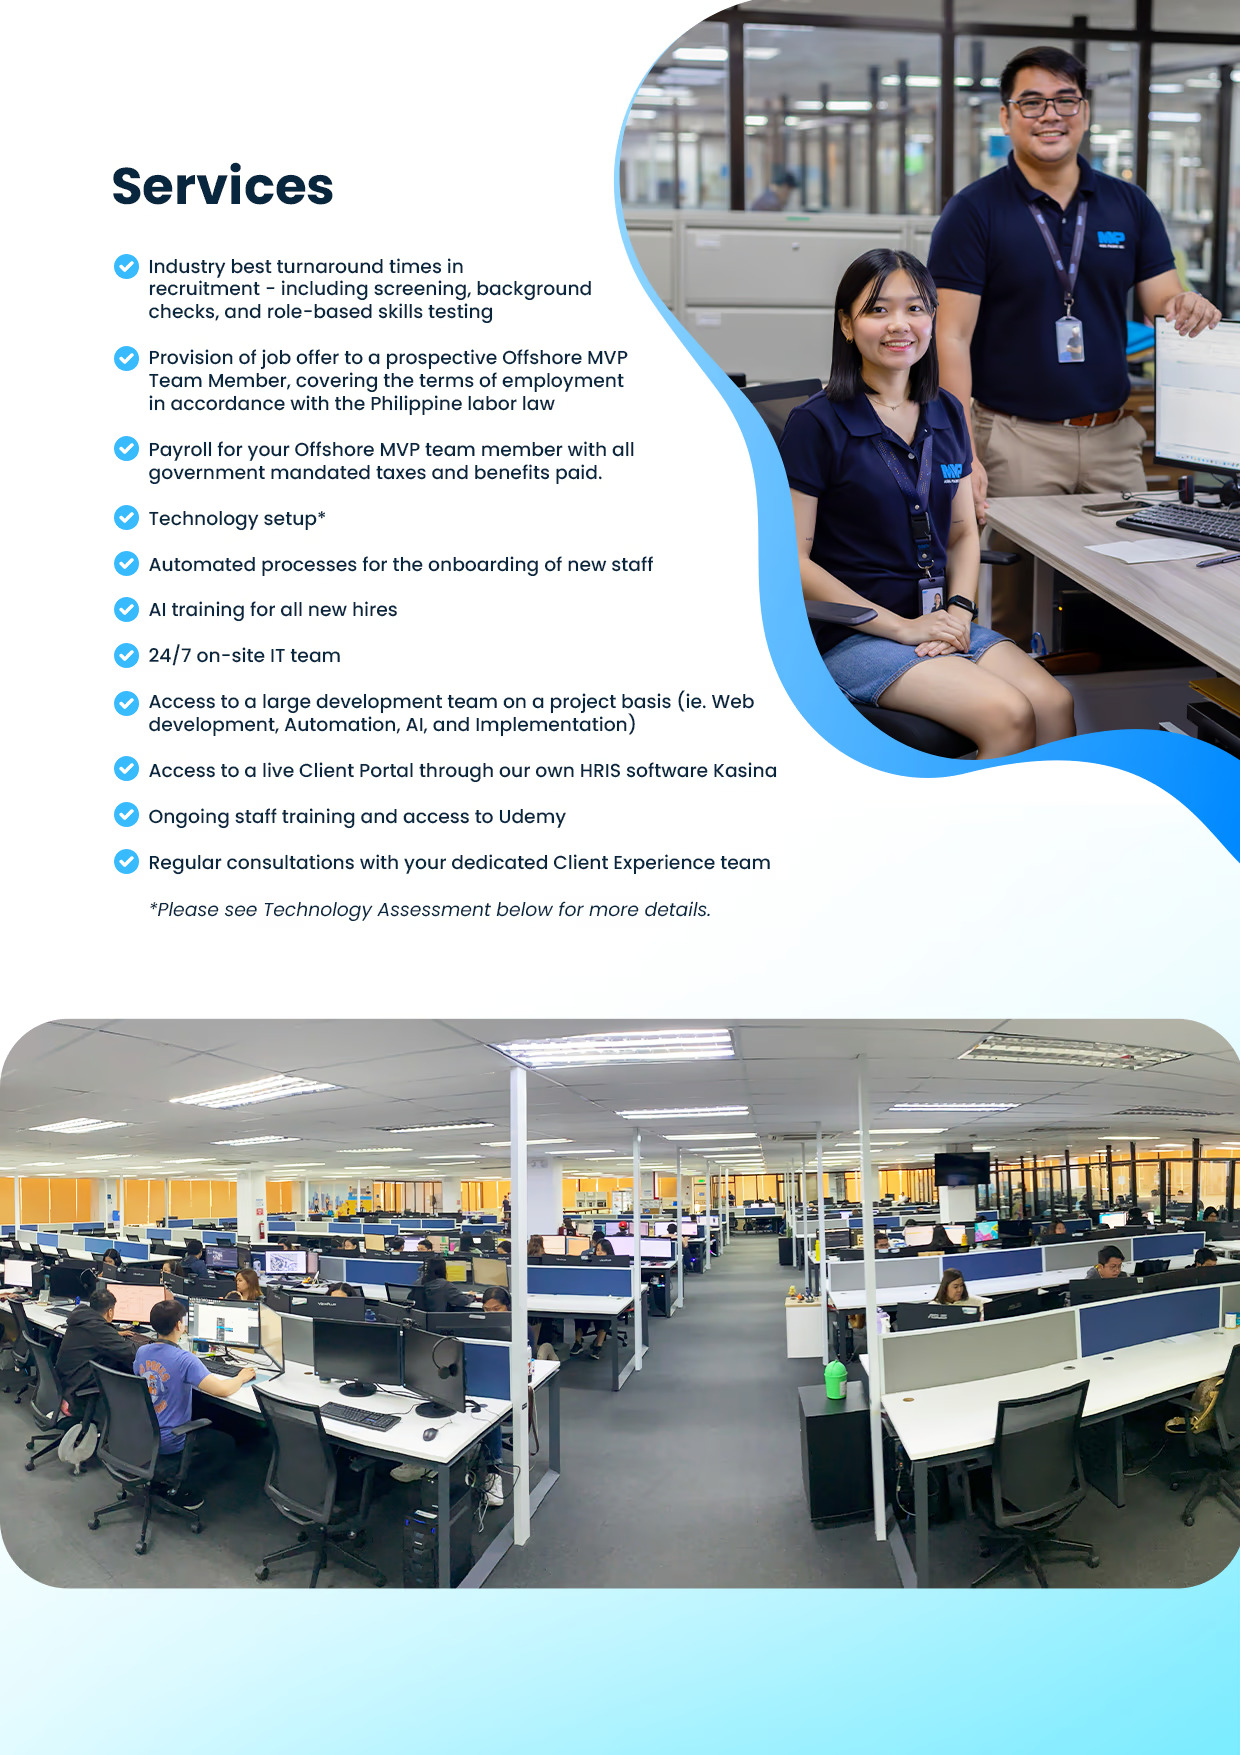 Services
Industry best turnaround times in
recruitment - including screening, background
checks, and role-based skills testing
Provision of job offer to a prospective Offshore MVP
Team Member, covering the terms of employment
in accordance with the Philippine labor law
Payroll for your Offshore MVP team member with all
government mandated taxes and benefits paid.
Technology setup*
Automated processes for the onboarding of new staff
AI training for all new hires
24/7 on-site IT team
Access to a large development team on a project basis (ie. Web
development, Automation, AI, and Implementation)
Access to a live Client Portal through our own HRIS software Kasina
Ongoing staff training and access to Udemy
Regular consultations with your dedicated Client Experience team
*Please see Technology Assessment below for more details.
ASUS